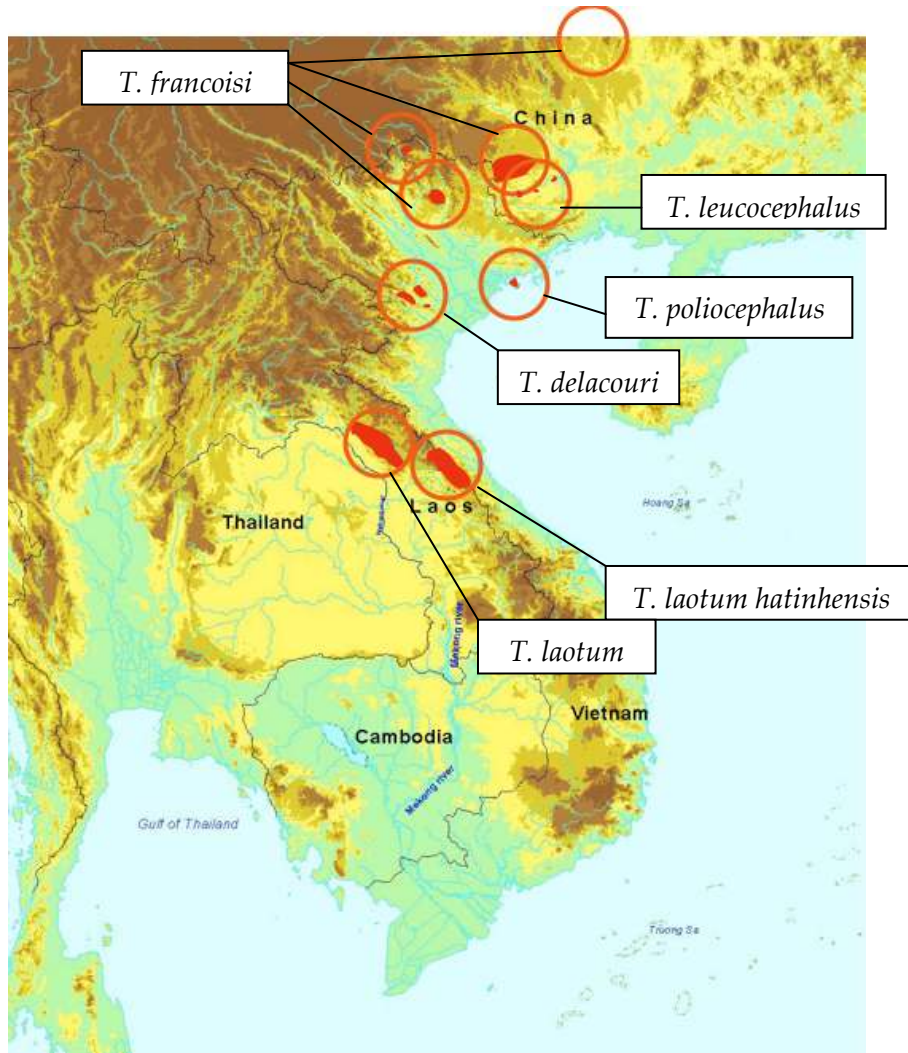 T. francoisi
China
T. leucocephalus
T. poliocephalus
T. delacouri
Hoang Sa
Laos
Thailand
T. laotum hatinhensis
T. laotum
Mekong river
Vietnam
Cambodia
Mekong river
Gulf of Thailand
Truong Sa